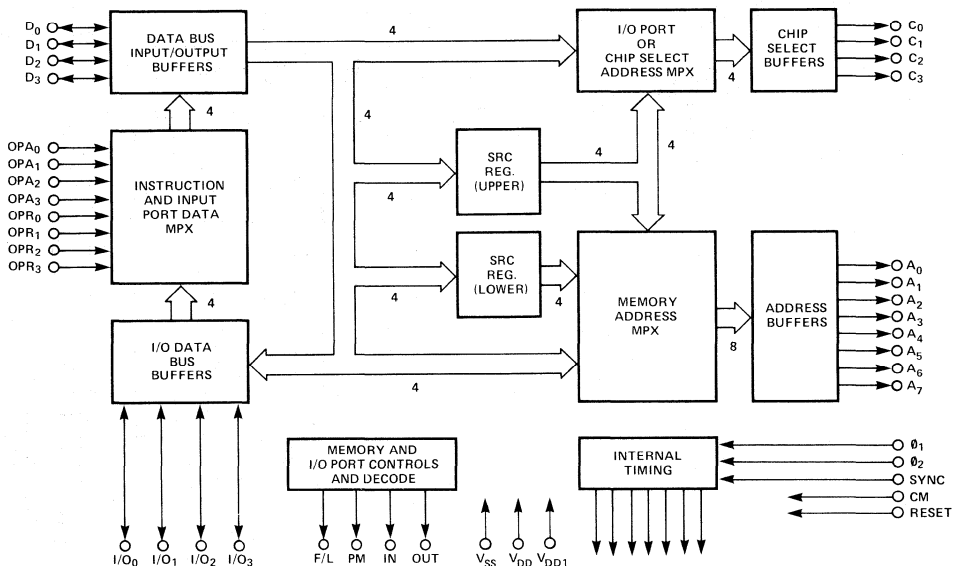 D0
D1
D2
D3
DATA BUS
INPUT/OUTPUT
BUFFERS
4
I/O PORT
OR
CHIP SELECT
ADDRESS MPX
4
CHIP
SELECT
BUFFERS
C0
C1
C2
C3
4
4
OPA0
OPA1
OPA2
OPA3
OPR0
OPR1
OPR2
OPR3
INSTRUCTION
AND INPUT
PORT DATA
MPX
SRC
REG.
(UPPER)
4
4
4
SRC
REG.
(LOWER)
4
4
MEMORY
ADDRESS
MPX
8
ADDRESS
BUFFERS
A0
A1
A2
A3
A4
A5
A6
A7
4
I/O DATA
BUS
BUFFERS
4
MEMORY AND
I/O PORT CONTROLS
AND DECODE
INTERNAL
TIMING
Ø1
Ø2
SYNC
CM
RESET
I/O0
I/O1
I/O2
I/O3
F/L
PM
IN
OUT
VSS
VDD
VDD1